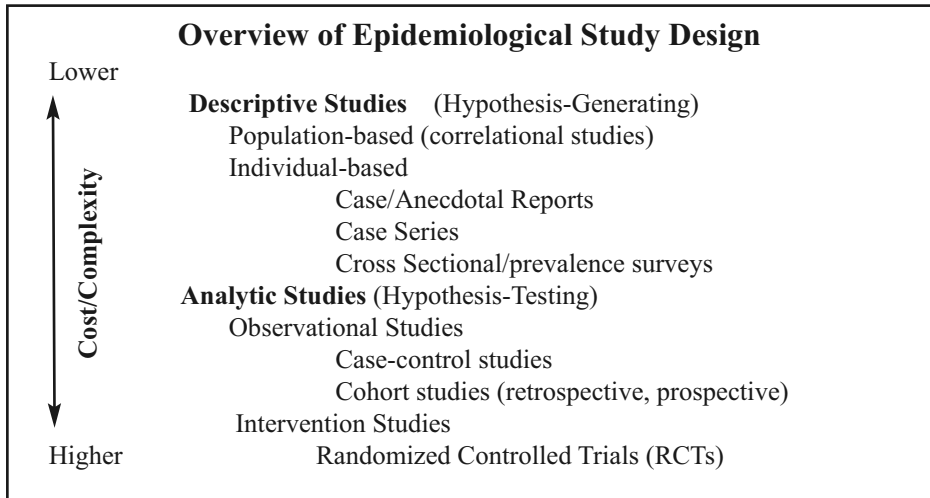 Overview of Epidemiological Study Design
Lower
Descriptive Studies (Hypothesis-Generating)
Population-based (correlational studies)
Individual-based
Case/Anecdotal Reports
Case Series
Cross Sectional/prevalence surveys
Analytic Studies (Hypothesis-Testing)
Observational Studies
Case-control studies
Cohort studies (retrospective, prospective)
Intervention Studies
Higher Randomized Controlled Trials (RCTs)
Cost/Complexity